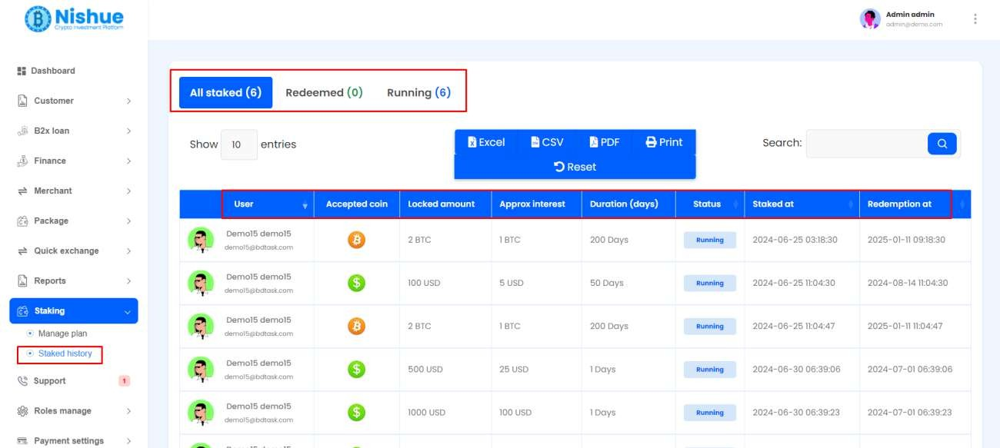 Nishue
Crypto Investment Platform
Admin admin
admin@demo.com
Dashboard
Customer
B2x loan
Finance
Merchant
Package
Quick exchange
Reports
Staking
Manage plan
Staked history
Support 1
Roles manage
Payment settings
All staked (6) Redeemed (0) Running (6)
Show 10 entries
Excel CSV PDF Print
Reset
Search:
User Accepted coin Locked amount Approx interest Duration (days) Status Staked at Redemption at
Demo15 demo15
demo15@bdtask.com
2 BTC 1 BTC 200 Days Running 2024-06-25 03:18:30 2025-01-11 09:18:30
Demo15 demo15
demo15@bdtask.com
100 USD 5 USD 50 Days Running 2024-06-25 11:04:30 2024-08-14 11:04:30
Demo15 demo15
demo15@bdtask.com
2 BTC 1 BTC 200 Days Running 2024-06-25 11:04:47 2025-01-11 11:04:47
Demo15 demo15
demo15@bdtask.com
500 USD 25 USD 1 Days Running 2024-06-30 06:39:06 2024-07-01 06:39:06
Demo15 demo15
demo15@bdtask.com
1000 USD 100 USD 1 Days Running 2024-06-30 06:39:23 2024-07-01 06:39:23